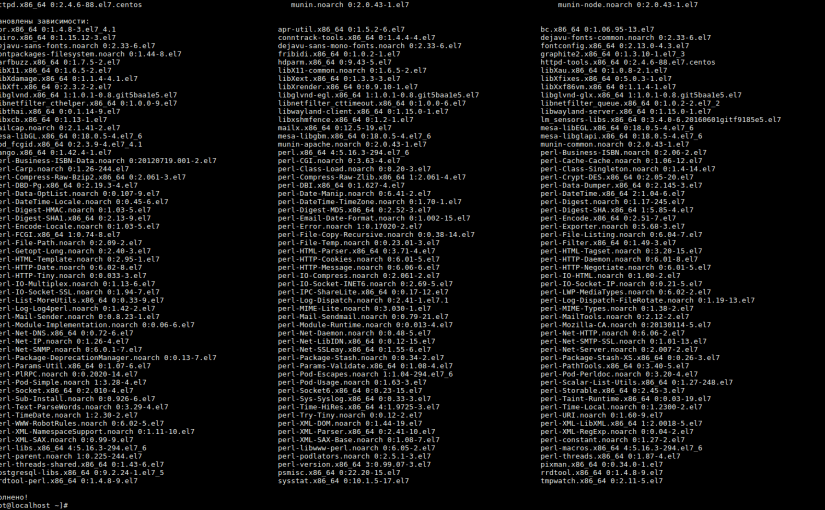 ttpd.x86_64 0:2.4.6-88.el7.centos munin.noarch 0:2.0.43-1.el7 munin-node.noarch 0:2.0.43-1.el7
ановлены зависимости:
pr.x86_64 0:1.4.8-3.el7_4.1 apr-util.x86_64 0:1.5.2-6.el7 bc.x86_64 0:1.06.95-13.el7
airo.x86_64 0:1.15.12-3.el7 conntrack-tools.x86_64 0:1.4.4-4.el7 dejavu-fonts-common.noarch 0:2.33-6.el7
ejavu-sans-fonts.noarch 0:2.33-6.el7 dejavu-sans-mono-fonts.noarch 0:2.33-6.el7 fontconfig.x86_64 0:2.13.0-4.3.el7
ontpackages-filesystem.noarch 0:1.44-8.el7 fribidi.x86_64 0:1.0.2-1.el7 graphite2.x86_64 0:1.3.10-1.el7_3
arfbuzz.x86_64 0:1.7.5-2.el7 hdparm.x86_64 0:9.43-5.el7 httpd-tools.x86_64 0:2.4.6-88.el7.centos
ibX11.x86_64 0:1.6.5-2.el7 libX11-common.noarch 0:1.6.5-2.el7 libXau.x86_64 0:1.0.8-2.1.el7
ibXdamage.x86_64 0:1.1.4-4.1.el7 libXext.x86_64 0:1.3.3-3.el7 libXfixes.x86_64 0:5.0.3-1.el7
ibXft.x86_64 0:2.3.2-2.el7 libXrender.x86_64 0:0.9.10-1.el7 libXxf86vm.x86_64 0:1.1.4-1.el7
ibglvnd.x86_64 1:1.0.1-0.8.git5baa1e5.el7 libglvnd-egl.x86_64 1:1.0.1-0.8.git5baa1e5.el7 libglvnd-glx.x86_64 1:1.0.1-0.8.git5baa1e5.el7
ibnetfilter_cthelper.x86_64 0:1.0.0-9.el7 libnetfilter_cttimeout.x86_64 0:1.0.0-6.el7 libnetfilter_queue.x86_64 0:1.0.2-2.el7_2
ibthai.x86_64 0:0.1.14-9.el7 libwayland-client.x86_64 0:1.15.0-1.el7 libwayland-server.x86_64 0:1.15.0-1.el7
ibxcb.x86_64 0:1.13-1.el7 libxshmfence.x86_64 0:1.2-1.el7 lm_sensors-libs.x86_64 0:3.4.0-6.20160601gitf9185e5.el7
ailcap.noarch 0:2.1.41-2.el7 mailx.x86_64 0:12.5-19.el7 mesa-libEGL.x86_64 0:18.0.5-4.el7_6
esa-libGL.x86_64 0:18.0.5-4.el7_6 mesa-libgbm.x86_64 0:18.0.5-4.el7_6 mesa-libglapi.x86_64 0:18.0.5-4.el7_6
od_fcgid.x86_64 0:2.3.9-4.el7_4.1 munin-apache.noarch 0:2.0.43-1.el7 munin-common.noarch 0:2.0.43-1.el7
ango.x86_64 0:1.42.4-1.el7 perl.x86_64 4:5.16.3-294.el7_6 perl-Business-ISBN.noarch 0:2.06-2.el7
erl-Business-ISBN-Data.noarch 0:20120719.001-2.el7 perl-CGI.noarch 0:3.63-4.el7 perl-Cache-Cache.noarch 0:1.06-12.el7
erl-Carp.noarch 0:1.26-244.el7 perl-Class-Load.noarch 0:0.20-3.el7 perl-Class-Singleton.noarch 0:1.4-14.el7
erl-Compress-Raw-Bzip2.x86_64 0:2.061-3.el7 perl-Compress-Raw-Zlib.x86_64 1:2.061-4.el7 perl-Crypt-DES.x86_64 0:2.05-20.el7
erl-DBD-Pg.x86_64 0:2.19.3-4.el7 perl-DBI.x86_64 0:1.627-4.el7 perl-Data-Dumper.x86_64 0:2.145-3.el7
erl-Data-OptList.noarch 0:0.107-9.el7 perl-Date-Manip.noarch 0:6.41-2.el7 perl-DateTime.x86_64 2:1.04-6.el7
erl-DateTime-Locale.noarch 0:0.45-6.el7 perl-DateTime-TimeZone.noarch 0:1.70-1.el7 perl-Digest.noarch 0:1.17-245.el7
erl-Digest-HMAC.noarch 0:1.03-5.el7 perl-Digest-MD5.x86_64 0:2.52-3.el7 perl-Digest-SHA.x86_64 1:5.85-4.el7
erl-Digest-SHA1.x86_64 0:2.13-9.el7 perl-Email-Date-Format.noarch 0:1.002-15.el7 perl-Encode.x86_64 0:2.51-7.el7
erl-Encode-Locale.noarch 0:1.03-5.el7 perl-Error.noarch 1:0.17020-2.el7 perl-Exporter.noarch 0:5.68-3.el7
erl-FCGI.x86_64 1:0.74-8.el7 perl-File-Copy-Recursive.noarch 0:0.38-14.el7 perl-File-Listing.noarch 0:6.04-7.el7
erl-File-Path.noarch 0:2.09-2.el7 perl-File-Temp.noarch 0:0.23.01-3.el7 perl-Filter.x86_64 0:1.49-3.el7
erl-Getopt-Long.noarch 0:2.40-3.el7 perl-HTML-Parser.x86_64 0:3.71-4.el7 perl-HTML-Tagset.noarch 0:3.20-15.el7
erl-HTML-Template.noarch 0:2.95-1.el7 perl-HTTP-Cookies.noarch 0:6.01-5.el7 perl-HTTP-Daemon.noarch 0:6.01-8.el7
erl-HTTP-Date.noarch 0:6.02-8.el7 perl-HTTP-Message.noarch 0:6.06-6.el7 perl-HTTP-Negotiate.noarch 0:6.01-5.el7
erl-HTTP-Tiny.noarch 0:0.033-3.el7 perl-IO-Compress.noarch 0:2.061-2.el7 perl-IO-HTML.noarch 0:1.00-2.el7
erl-IO-Multiplex.noarch 0:1.13-6.el7 perl-IO-Socket-INET6.noarch 0:2.69-5.el7 perl-IO-Socket-IP.noarch 0:0.21-5.el7
erl-IO-Socket-SSL.noarch 0:1.94-7.el7 perl-IPC-ShareLite.x86_64 0:0.17-12.el7 perl-LWP-MediaTypes.noarch 0:6.02-2.el7
erl-List-MoreUtils.x86_64 0:0.33-9.el7 perl-Log-Dispatch.noarch 0:2.41-1.el7.1 perl-Log-Dispatch-FileRotate.noarch 0:1.19-13.el7
erl-Log-Log4perl.noarch 0:1.42-2.el7 perl-MIME-Lite.noarch 0:3.030-1.el7 perl-MIME-Types.noarch 0:1.38-2.el7
erl-Mail-Sender.noarch 0:0.8.23-1.el7 perl-Mail-Sendmail.noarch 0:0.79-21.el7 perl-MailTools.noarch 0:2.12-2.el7
erl-Module-Implementation.noarch 0:0.06-6.el7 perl-Module-Runtime.noarch 0:0.013-4.el7 perl-Mozilla-CA.noarch 0:20130114-5.el7
erl-Net-DNS.x86_64 0:0.72-6.el7 perl-Net-Daemon.noarch 0:0.48-5.el7 perl-Net-HTTP.noarch 0:6.06-2.el7
erl-Net-IP.noarch 0:1.26-4.el7 perl-Net-LibIDN.x86_64 0:0.12-15.el7 perl-Net-SMTP-SSL.noarch 0:1.01-13.el7
erl-Net-SNMP.noarch 0:6.0.1-7.el7 perl-Net-SSLeay.x86_64 0:1.55-6.el7 perl-Net-Server.noarch 0:2.007-2.el7
erl-Package-DeprecationManager.noarch 0:0.13-7.el7 perl-Package-Stash.noarch 0:0.34-2.el7 perl-Package-Stash-XS.x86_64 0:0.26-3.el7
erl-Params-Util.x86_64 0:1.07-6.el7 perl-Params-Validate.x86_64 0:1.08-4.el7 perl-PathTools.x86_64 0:3.40-5.el7
erl-PlRPC.noarch 0:0.2020-14.el7 perl-Pod-Escapes.noarch 1:1.04-294.el7_6 perl-Pod-Perldoc.noarch 0:3.20-4.el7
erl-Pod-Simple.noarch 1:3.28-4.el7 perl-Pod-Usage.noarch 0:1.63-3.el7 perl-Scalar-List-Utils.x86_64 0:1.27-248.el7
erl-Socket.x86_64 0:2.010-4.el7 perl-Socket6.x86_64 0:0.23-15.el7 perl-Storable.x86_64 0:2.45-3.el7
erl-Sub-Install.noarch 0:0.926-6.el7 perl-Sys-Syslog.x86_64 0:0.33-3.el7 perl-Taint-Runtime.x86_64 0:0.03-19.el7
erl-Text-ParseWords.noarch 0:3.29-4.el7 perl-Time-HiRes.x86_64 4:1.9725-3.el7 perl-Time-Local.noarch 0:1.2300-2.el7
erl-TimeDate.noarch 1:2.30-2.el7 perl-Try-Tiny.noarch 0:0.12-2.el7 perl-URI.noarch 0:1.60-9.el7
erl-WWW-RobotRules.noarch 0:6.02-5.el7 perl-XML-DOM.noarch 0:1.44-19.el7 perl-XML-LibXML.x86_64 1:2.0018-5.el7
erl-XML-NamespaceSupport.noarch 0:1.11-10.el7 perl-XML-Parser.x86_64 0:2.41-10.el7 perl-XML-RegExp.noarch 0:0.04-2.el7
erl-XML-SAX.noarch 0:0.99-9.el7 perl-XML-SAX-Base.noarch 0:1.08-7.el7 perl-constant.noarch 0:1.27-2.el7
erl-libs.x86_64 4:5.16.3-294.el7_6 perl-libwww-perl.noarch 0:6.05-2.el7 perl-macros.x86_64 4:5.16.3-294.el7_6
erl-parent.noarch 1:0.225-244.el7 perl-podlators.noarch 0:2.5.1-3.el7 perl-threads.x86_64 0:1.87-4.el7
erl-threads-shared.x86_64 0:1.43-6.el7 perl-version.x86_64 3:0.99.07-3.el7 pixman.x86_64 0:0.34.0-1.el7
ostgresql-libs.x86_64 0:9.2.24-1.el7_5 psmisc.x86_64 0:22.20-15.el7 rrdtool.x86_64 0:1.4.8-9.el7
rdtool-perl.x86_64 0:1.4.8-9.el7 sysstat.x86_64 0:10.1.5-17.el7 tmpwatch.x86_64 0:2.11-5.el7
олнено!
ot@localhost ~]#